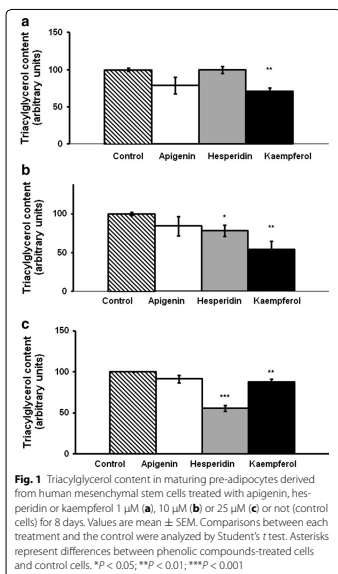 a
150
100
50
0
Triacylglycerol content
(arbitrary units)
**
Control Apigenin Hesperidin Kaempferol
b
100
50
0
Triacylglycerol content
(arbitrary units)
* **
Control Apigenin Hesperidin Kaempferol
c
150
100
50
0
Triacylglycerol content
(arbitrary units)
*** **
Control Apigenin Hesperidin Kaempferol
Fig. 1 Triacylglycerol content in maturing pre-adipocytes derived
from human mesenchymal stem cells treated with apigenin, hes-
peridin or kaempferol 1 μM (a), 10 μM (b) or 25 μM (c) or not (control
cells) for 8 days. Values are mean ± SEM. Comparisons between each
treatment and the control were analyzed by Student's t test. Asterisks
represent differences between phenolic compounds-treated cells
and control cells. *P < 0.05; **P < 0.01; ***P < 0.001